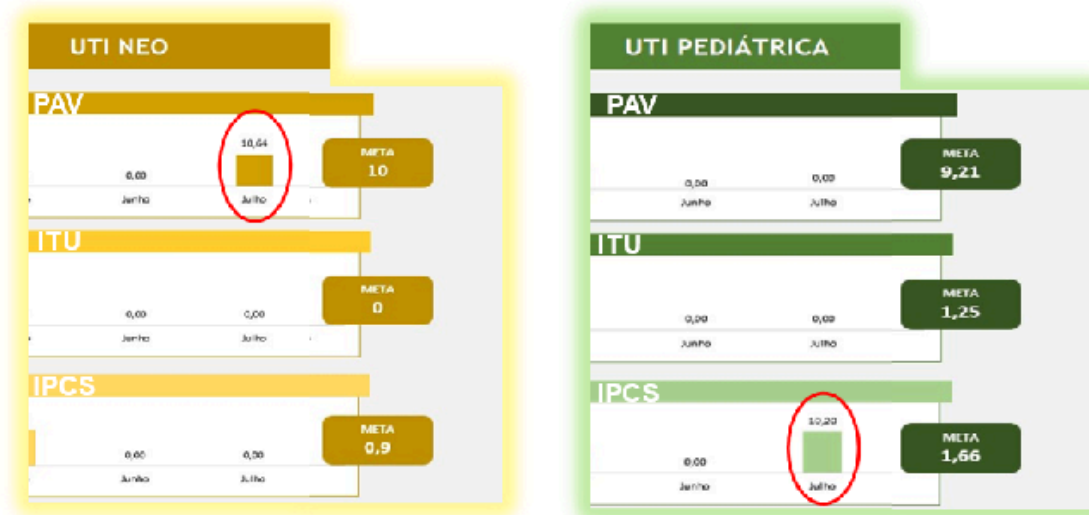 UTI NEO
PAV
10,64
0,00
Junho
Julho
META
10
ITU
0,00
0,00
Junho
Julho
META
0
IPCS
0,00
0,00
Junho
Julho
META
0,9
UTI PEDIÁTRICA
PAV
0,00
0,00
Junho
Julho
META
9,21
ITU
0,00
0,00
Junho
Julho
META
1,25
IPCS
10,20
0,00
Junho
Julho
META
1,66